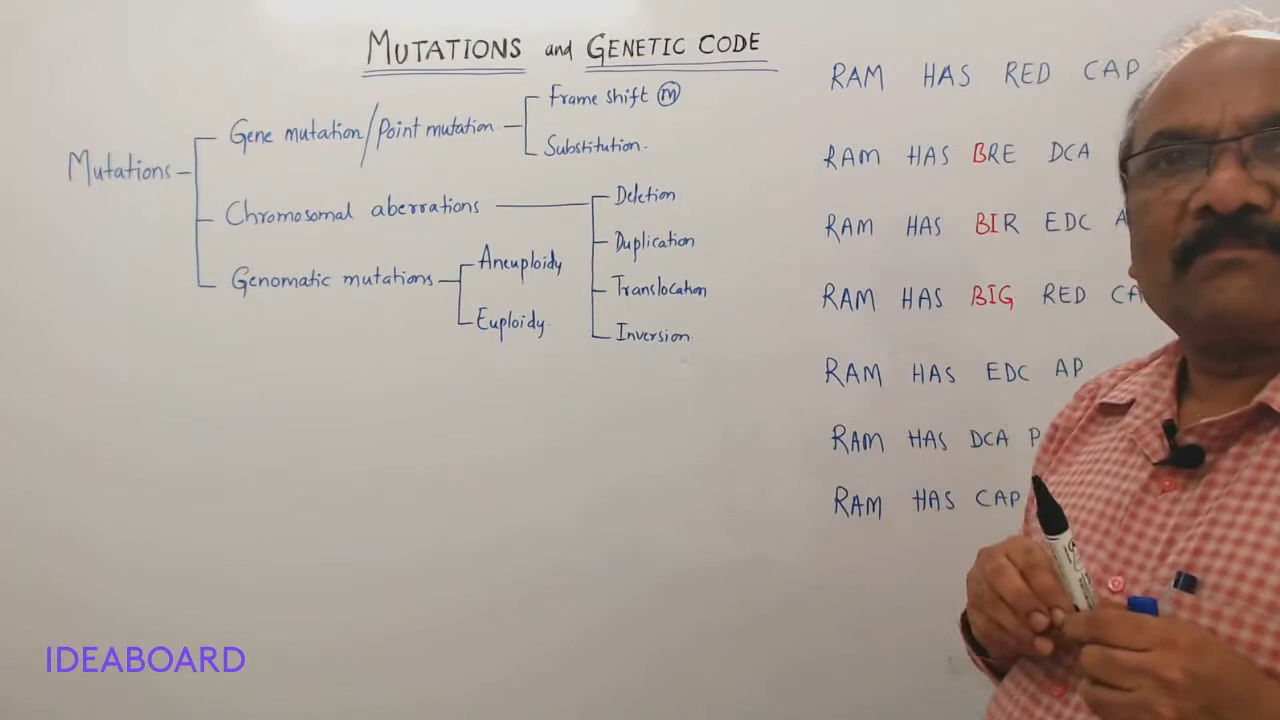 MUTATIONS and GENETIC CODE
Mutations
Gene mutation/Point mutation
Frame shift (m)
Substitution.
Chromosomal aberrations
Deletion
Duplication
Translocation
Inversion.
Genomatic mutations
Aneuploidy
Euploidy.
RAM HAS RED CAP
RAM HAS BRE DCA
RAM HAS BIR EDC A
RAM HAS BIG RED CA
RAM HAS EDC AP
RAM HAS DCA P
RAM HAS CAP
IDEABOARD